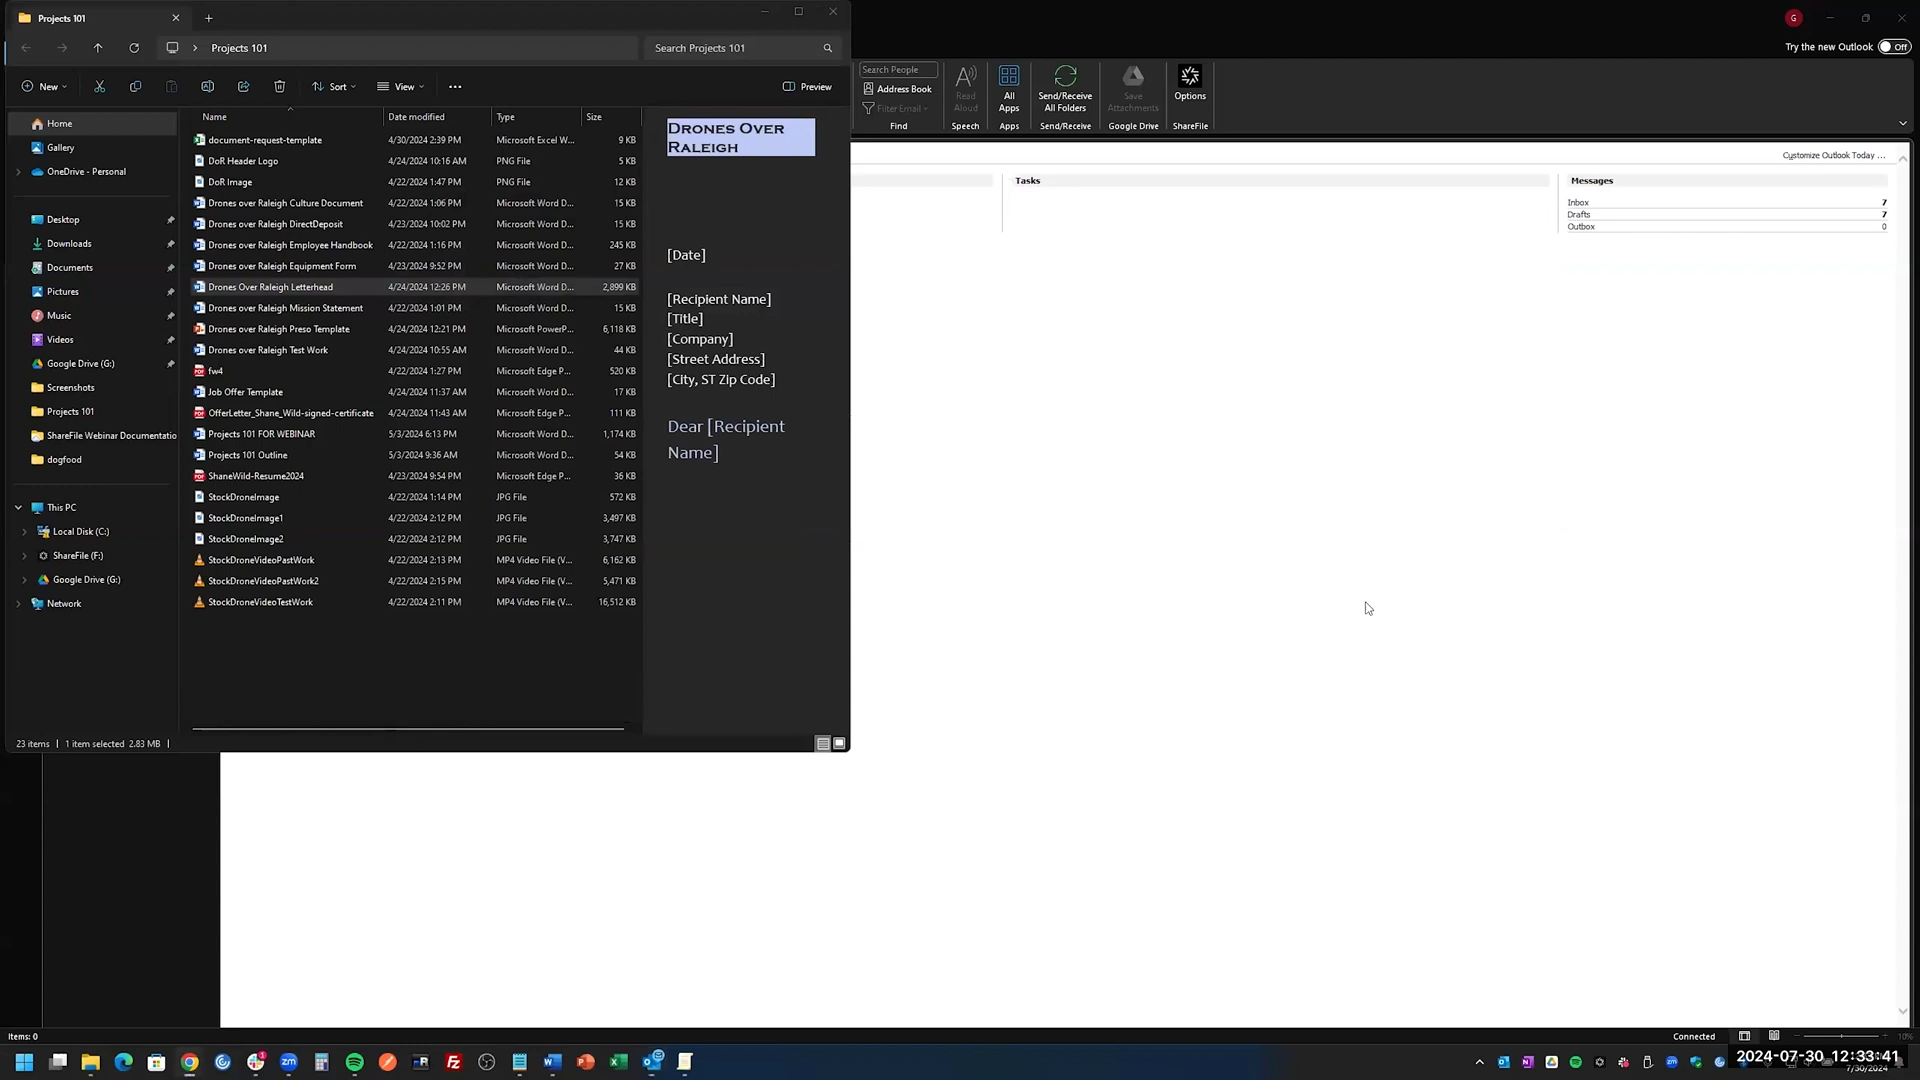 Projects 101
G
Try the new Outlook Off
Projects 101
Search Projects 101
New
Sort
View
Preview
Search People
Address Book
Filter Email
Find
Read
Aloud
Speech
All
Apps
Apps
Send/Receive
All Folders
Send/Receive
Save
Attachments
Google Drive
Options
ShareFile
Name Date modified Type Size
document-request-template 4/30/2024 2:39 PM Microsoft Excel W... 9 KB
DoR Header Logo 4/24/2024 10:16 AM PNG File 5 KB
DoR Image 4/22/2024 1:47 PM PNG File 12 KB
Drones over Raleigh Culture Document 4/22/2024 1:06 PM Microsoft Word D... 15 KB
Drones over Raleigh DirectDeposit 4/23/2024 10:02 PM Microsoft Word D... 15 KB
Drones over Raleigh Employee Handbook 4/22/2024 1:16 PM Microsoft Word D... 245 KB
Drones over Raleigh Equipment Form 4/23/2024 9:52 PM Microsoft Word D... 27 KB
Drones Over Raleigh Letterhead 4/24/2024 12:26 PM Microsoft Word D... 2,899 KB
Drones over Raleigh Mission Statement 4/22/2024 1:01 PM Microsoft Word D... 15 KB
Drones over Raleigh Preso Template 4/24/2024 12:21 PM Microsoft PowerP... 6,118 KB
Drones over Raleigh Test Work 4/24/2024 10:55 AM Microsoft Word D... 44 KB
fw4 4/22/2024 1:27 PM Microsoft Edge P... 520 KB
Job Offer Template 4/24/2024 11:37 AM Microsoft Word D... 17 KB
OfferLetter_Shane_Wild-signed-certificate 4/24/2024 11:43 AM Microsoft Edge P... 111 KB
Projects 101 FOR WEBINAR 5/3/2024 6:13 PM Microsoft Word D... 1,174 KB
Projects 101 Outline 5/3/2024 9:36 AM Microsoft Word D... 54 KB
ShaneWild-Resume2024 4/23/2024 9:54 PM Microsoft Edge P... 36 KB
StockDroneImage 4/22/2024 1:14 PM JPG File 572 KB
StockDroneImage1 4/22/2024 2:12 PM JPG File 3,497 KB
StockDroneImage2 4/22/2024 2:12 PM JPG File 3,747 KB
StockDroneVideoPastWork 4/22/2024 2:13 PM MP4 Video File (V... 6,162 KB
StockDroneVideoPastWork2 4/22/2024 2:15 PM MP4 Video File (V... 5,471 KB
StockDroneVideoTestWork 4/22/2024 2:11 PM MP4 Video File (V... 16,512 KB
Home
Gallery
OneDrive - Personal
Desktop
Downloads
Documents
Pictures
Music
Videos
Google Drive (G:)
Screenshots
Projects 101
ShareFile Webinar Documentatio
dogfood
This PC
Local Disk (C:)
ShareFile (F:)
Google Drive (G:)
Network
Drones Over
Raleigh
[Date]
[Recipient Name]
[Title]
[Company]
[Street Address]
[City, ST Zip Code]
Dear [Recipient
Name]
23 items 1 item selected 2.83 MB
Customize Outlook Today ...
Tasks
Messages
Inbox 7
Drafts 7
Outbox 0
Items: 0
Connected
10%
2024-07-30 12:33:41
7/30/2024